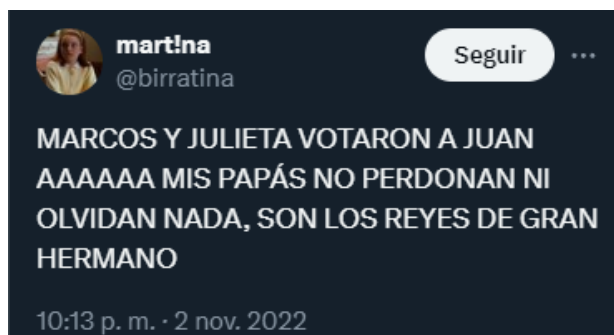 mart!na
@birratina
Seguir
MARCOS Y JULIETA VOTARON A JUAN
AAAAAA MIS PAPÁS NO PERDONAN NI
OLVIDAN NADA, SON LOS REYES DE GRAN
HERMANO
10:13 p. m. · 2 nov. 2022